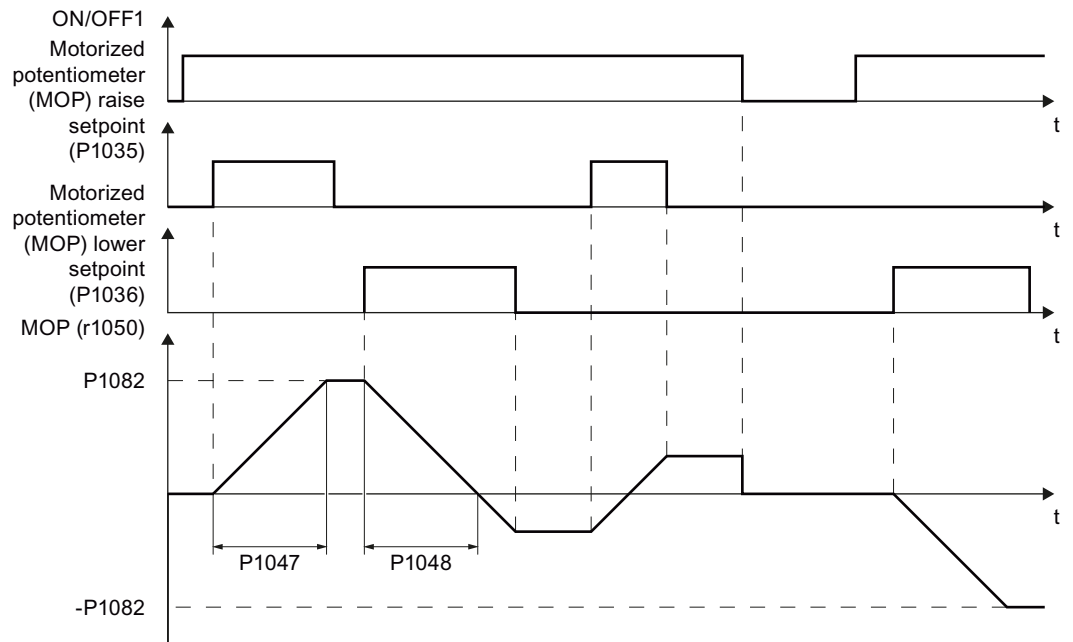 ON/OFF1
Motorized
potentiometer
(MOP) raise
setpoint
(P1035)
t
Motorized
potentiometer
(MOP) lower
setpoint
(P1036)
t
MOP (r1050)
t
P1082
t
P1047
P1048
-P1082